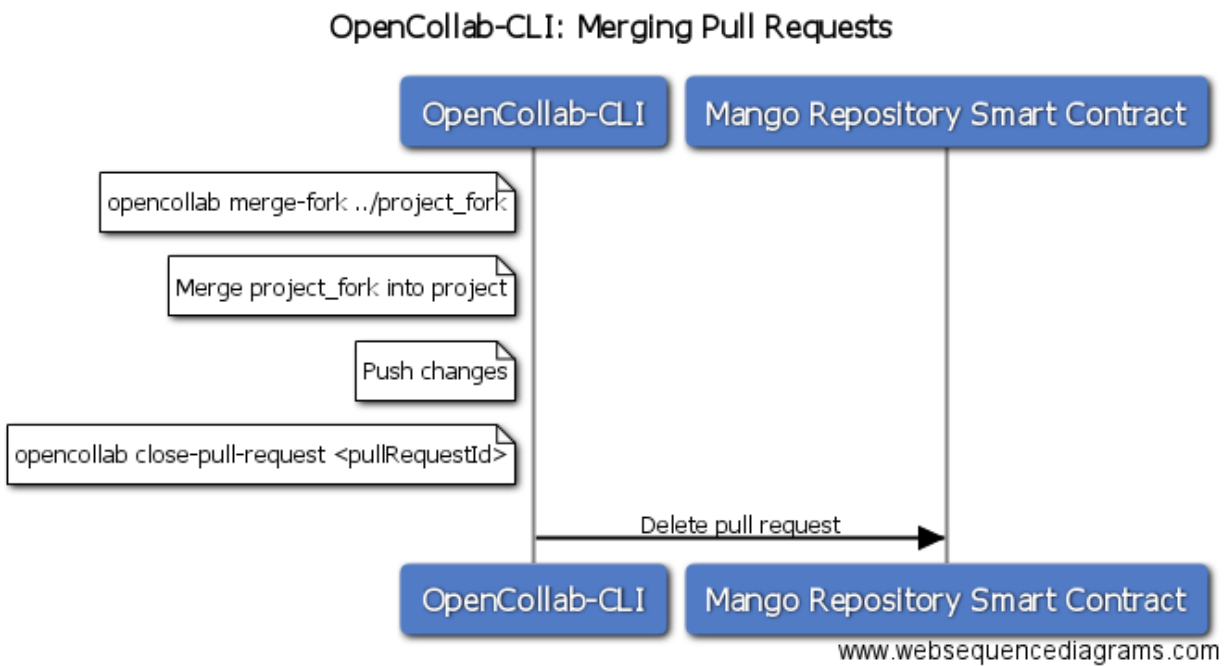 OpenCollab-CLI: Merging Pull Requests
OpenCollab-CLI
Mango Repository Smart Contract
opencollab merge-fork ../project_fork
Merge project_fork into project
Push changes
opencollab close-pull-request <pullRequestId>
Delete pull request
OpenCollab-CLI
Mango Repository Smart Contract
www.websequencediagrams.com